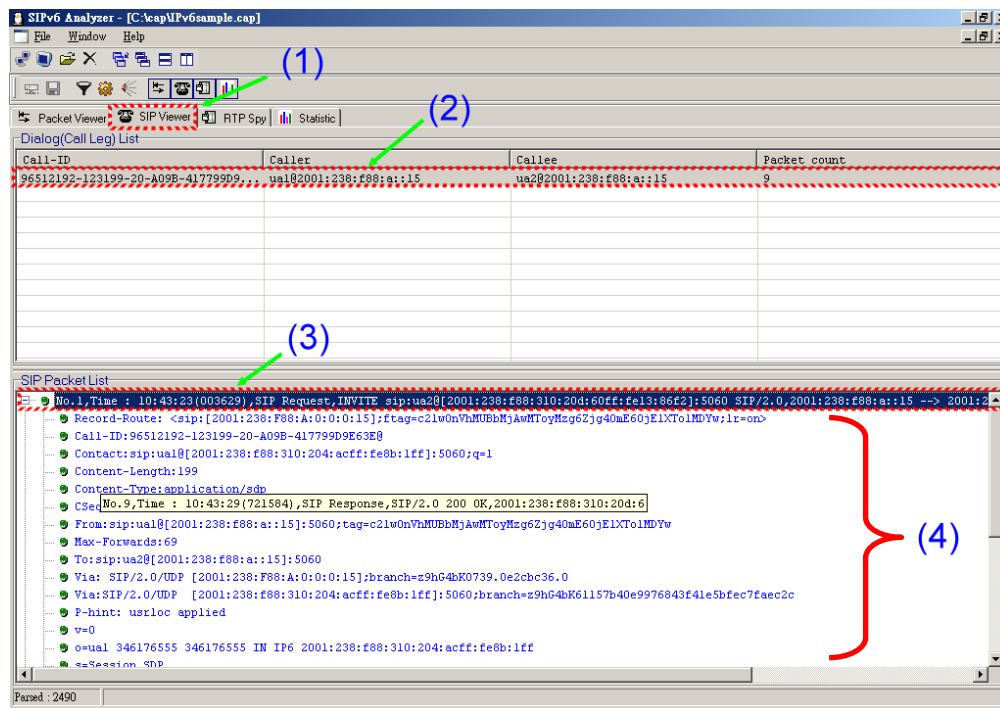 SIPv6 Analyzer - [C:\cap\IPv6sample.cap]
File Window Help
(1)
Packet Viewer SIP Viewer RTP Spy Statistic
(2)
Dialog(Call Leg) List
Call-ID Caller Callee Packet count
96512192-123199-20-A09B-417799D9... ua1@2001:238:f88:a::15 ua2@2001:238:f88:a::15 9
(3)
SIP Packet List
No.1,Time : 10:43:23(003629),SIP Request,INVITE sip:ua2@[2001:238:f88:310:20d:60ff:fe13:86f2]:5060 SIP/2.0,2001:238:f88:a::15 --> 2001:2
Record-Route: <sip:[2001:238:F88:A:0:0:0:15];ftag=c21w0nVhMUBbMjAwMToyMzg6Zjg40mE60jE1XTo1MDYw;lr=on>
Call-ID:96512192-123199-20-A09B-417799D9E63E@
Contact:sip:ua1@[2001:238:f88:310:204:acff:fe8b:1ff]:5060;q=1
Content-Length:199
Content-Type:application/sdp
CSeq
No.9,Time : 10:43:29(721584),SIP Response,SIP/2.0 200 OK,2001:238:f88:310:20d:6
From:sip:ua1@[2001:238:f88:a::15]:5060;tag=c21w0nVhMUBbMjAwMToyMzg6Zjg40mE60jE1XTo1MDYw
Max-Forwards:69
To:sip:ua2@[2001:238:f88:a::15]:5060
Via: SIP/2.0/UDP [2001:238:F88:A:0:0:0:15];branch=z9hG4bK0739.0e2cbc36.0
Via:SIP/2.0/UDP [2001:238:f88:310:204:acff:fe8b:1ff]:5060;branch=z9hG4bK61157b40e9976843f41e5bfec7faec2c
P-hint: usrloc applied
v=0
o=ua1 346176555 346176555 IN IP6 2001:238:f88:310:204:acff:fe8b:1ff
s=Session SDP
(4)
Parsed : 2490